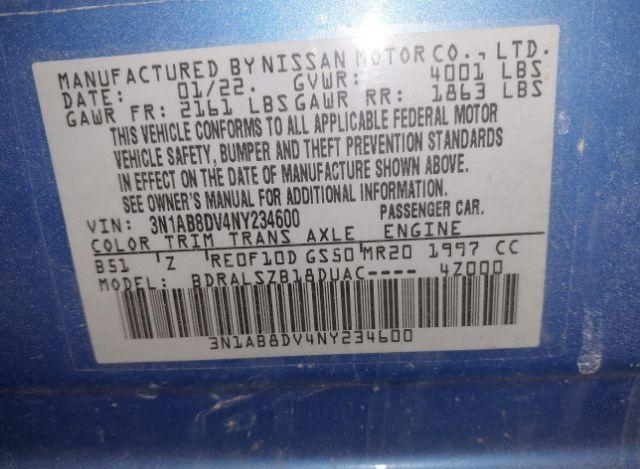 MANUFACTURED BY NISSAN MOTOR CO., LTD.
DATE: 01/22. GVWR: 4001 LBS
GAWR FR: 2161 LBS GAWR RR: 1863 LBS
THIS VEHICLE CONFORMS TO ALL APPLICABLE FEDERAL MOTOR
VEHICLE SAFETY, BUMPER AND THEFT PREVENTION STANDARDS
IN EFFECT ON THE DATE OF MANUFACTURE SHOWN ABOVE.
SEE OWNER'S MANUAL FOR ADDITIONAL INFORMATION.
VIN: 3N1AB8DV4NY234600 PASSENGER CAR.
COLOR TRIM TRANS AXLE ENGINE
B51 Z RE0F10D GS50 MR20 1997 CC
MODEL: BDRALSZB18DUAC---- 4Z000
3N1AB8DV4NY234600